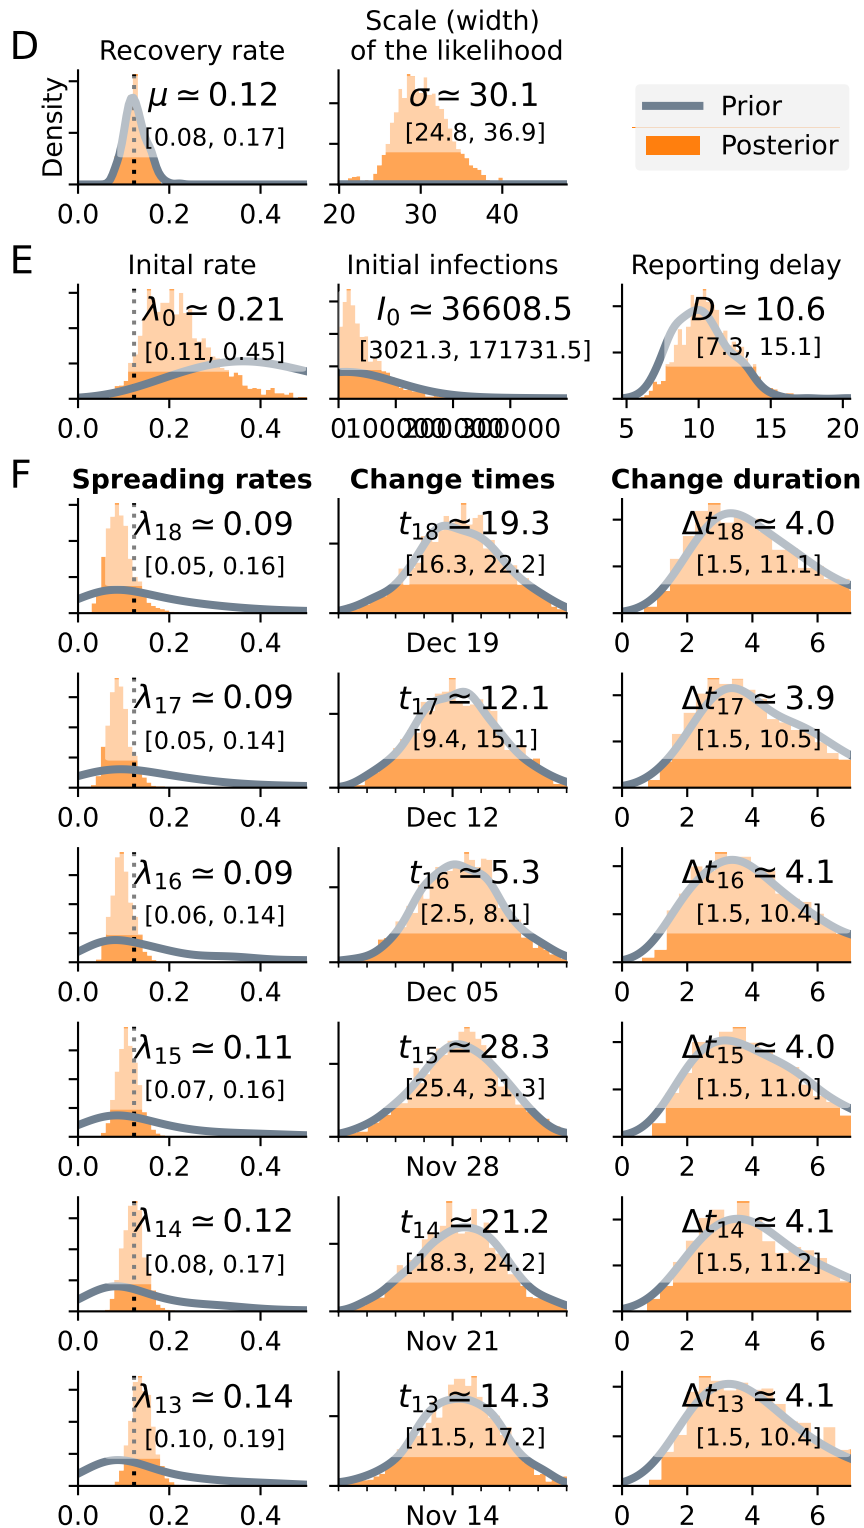 D
Recovery rate
Scale (width)
of the likelihood
Density
μ ≃ 0.12
[0.08, 0.17]
σ ≃ 30.1
[24.8, 36.9]
Prior
Posterior
0.0 0.2 0.4
20 30 40
E
Inital rate
Initial infections
Reporting delay
λ0 ≃ 0.21
[0.11, 0.45]
I0 ≃ 36608.5
[3021.3, 171731.5]
D ≃ 10.6
[7.3, 15.1]
0.0 0.2 0.4
0 100000 200000 300000
5 10 15 20
F
Spreading rates
Change times
Change duration
λ18 ≃ 0.09
[0.05, 0.16]
t18 ≃ 19.3
[16.3, 22.2]
Δt18 ≃ 4.0
[1.5, 11.1]
0.0 0.2 0.4
Dec 19
0 2 4 6
λ17 ≃ 0.09
[0.05, 0.14]
t17 ≃ 12.1
[9.4, 15.1]
Δt17 ≃ 3.9
[1.5, 10.5]
0.0 0.2 0.4
Dec 12
0 2 4 6
λ16 ≃ 0.09
[0.06, 0.14]
t16 ≃ 5.3
[2.5, 8.1]
Δt16 ≃ 4.1
[1.5, 10.4]
0.0 0.2 0.4
Dec 05
0 2 4 6
λ15 ≃ 0.11
[0.07, 0.16]
t15 ≃ 28.3
[25.4, 31.3]
Δt15 ≃ 4.0
[1.5, 11.0]
0.0 0.2 0.4
Nov 28
0 2 4 6
λ14 ≃ 0.12
[0.08, 0.17]
t14 ≃ 21.2
[18.3, 24.2]
Δt14 ≃ 4.1
[1.5, 11.2]
0.0 0.2 0.4
Nov 21
0 2 4 6
λ13 ≃ 0.14
[0.10, 0.19]
t13 ≃ 14.3
[11.5, 17.2]
Δt13 ≃ 4.1
[1.5, 10.4]
0.0 0.2 0.4
Nov 14
0 2 4 6